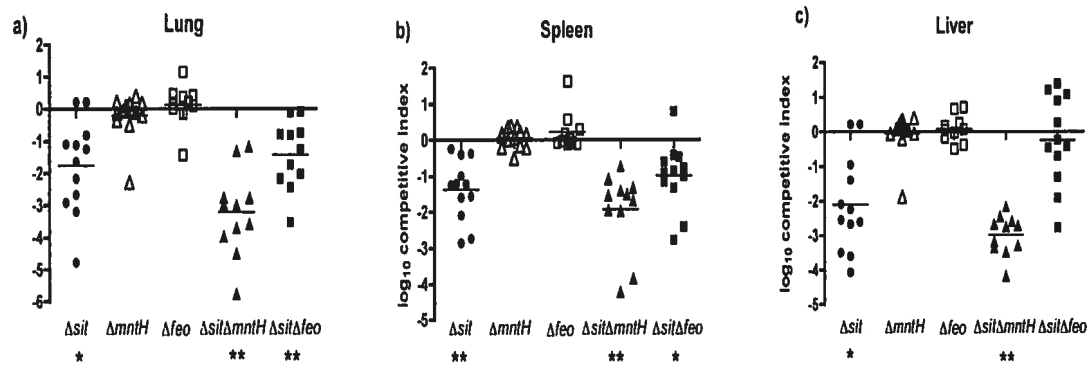 a)
Lung
2
1
0
-1
-2
-3
-4
-5
-6
Δsit ΔmntH Δfeo ΔsitΔmntH ΔsitΔfeo
* ** **
b)
Spleen
log10 competitive index
2
1
0
-1
-2
-3
-4
-5
Δsit ΔmntH Δfeo ΔsitΔmntH ΔsitΔfeo
** ** *
c)
Liver
log10 competitive index
2
1
0
-1
-2
-3
-4
-5
Δsit ΔmntH Δfeo ΔsitΔmntH ΔsitΔfeo
* **